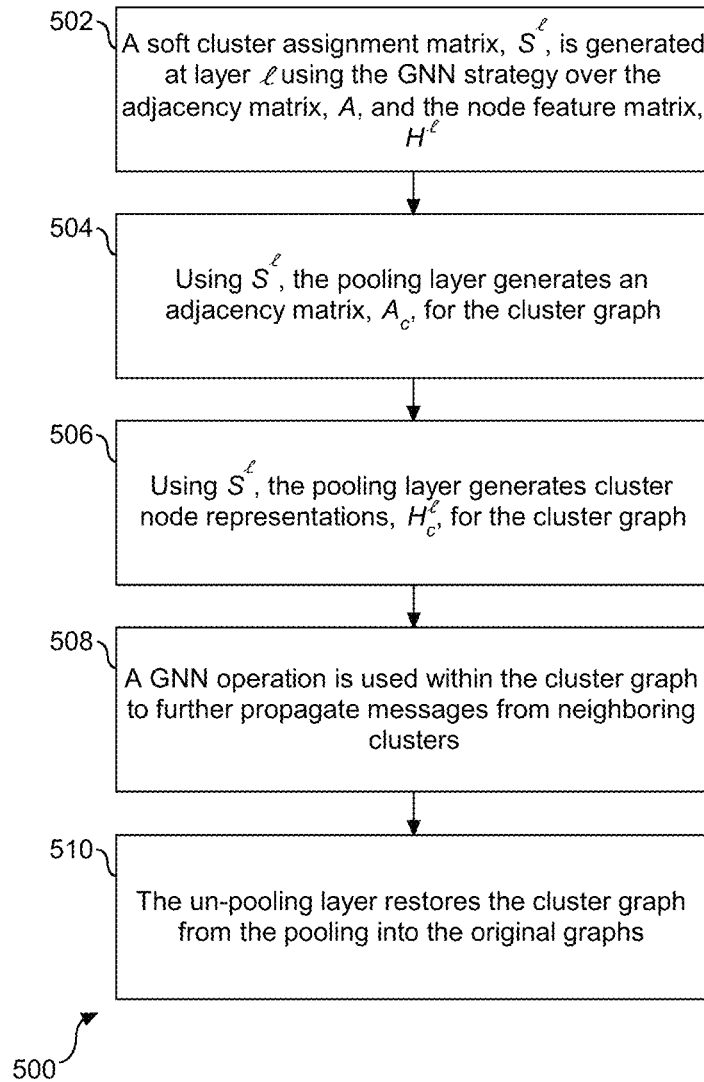 502
A soft cluster assignment matrix, S^ℓ, is generated
at layer ℓ using the GNN strategy over the
adjacency matrix, A, and the node feature matrix,
H^ℓ
504
Using S^ℓ, the pooling layer generates an
adjacency matrix, A_c, for the cluster graph
506
Using S^ℓ, the pooling layer generates cluster
node representations, H_c^ℓ, for the cluster graph
508
A GNN operation is used within the cluster graph
to further propagate messages from neighboring
clusters
510
The un-pooling layer restores the cluster graph
from the pooling into the original graphs
500